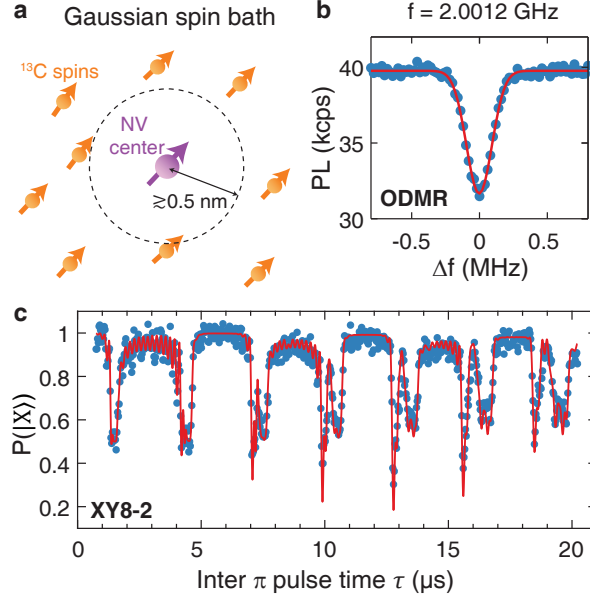 a
Gaussian spin bath
¹³C spins
NV
center
≳0.5 nm
b
f = 2.0012 GHz
40
35
30
PL (kcps)
ODMR
-0.5
0
0.5
Δf (MHz)
c
1
0.8
0.6
0.4
0.2
P(|X⟩)
XY8-2
0
5
10
15
20
Inter π pulse time τ (μs)